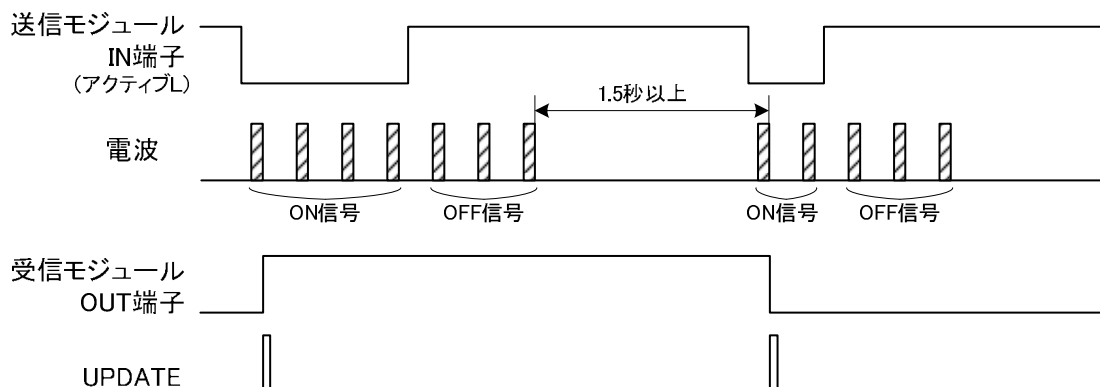 送信モジュール
IN端子
(アクティブL)
1.5秒以上
電波
ON信号
OFF信号
ON信号
OFF信号
受信モジュール
OUT端子
UPDATE